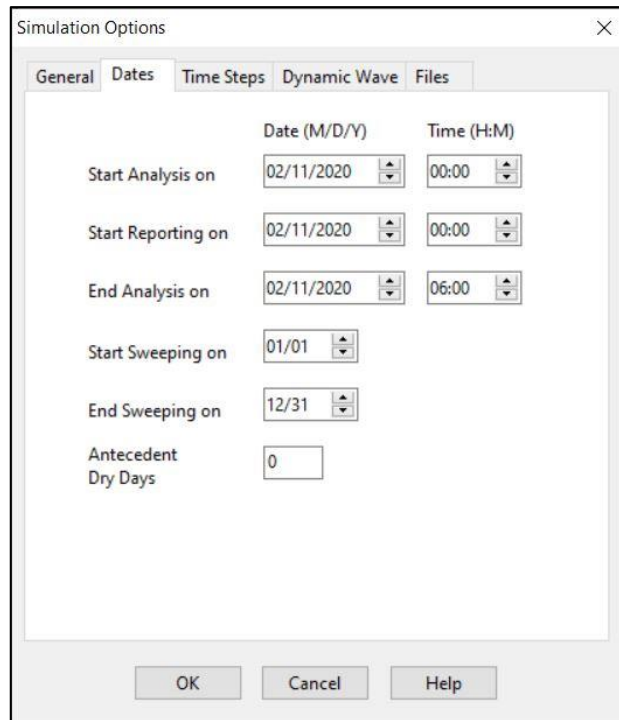 Simulation Options
General Dates Time Steps Dynamic Wave Files
Date (M/D/Y) Time (H:M)
Start Analysis on 02/11/2020 00:00
Start Reporting on 02/11/2020 00:00
End Analysis on 02/11/2020 06:00
Start Sweeping on 01/01
End Sweeping on 12/31
Antecedent
Dry Days 0
OK Cancel Help